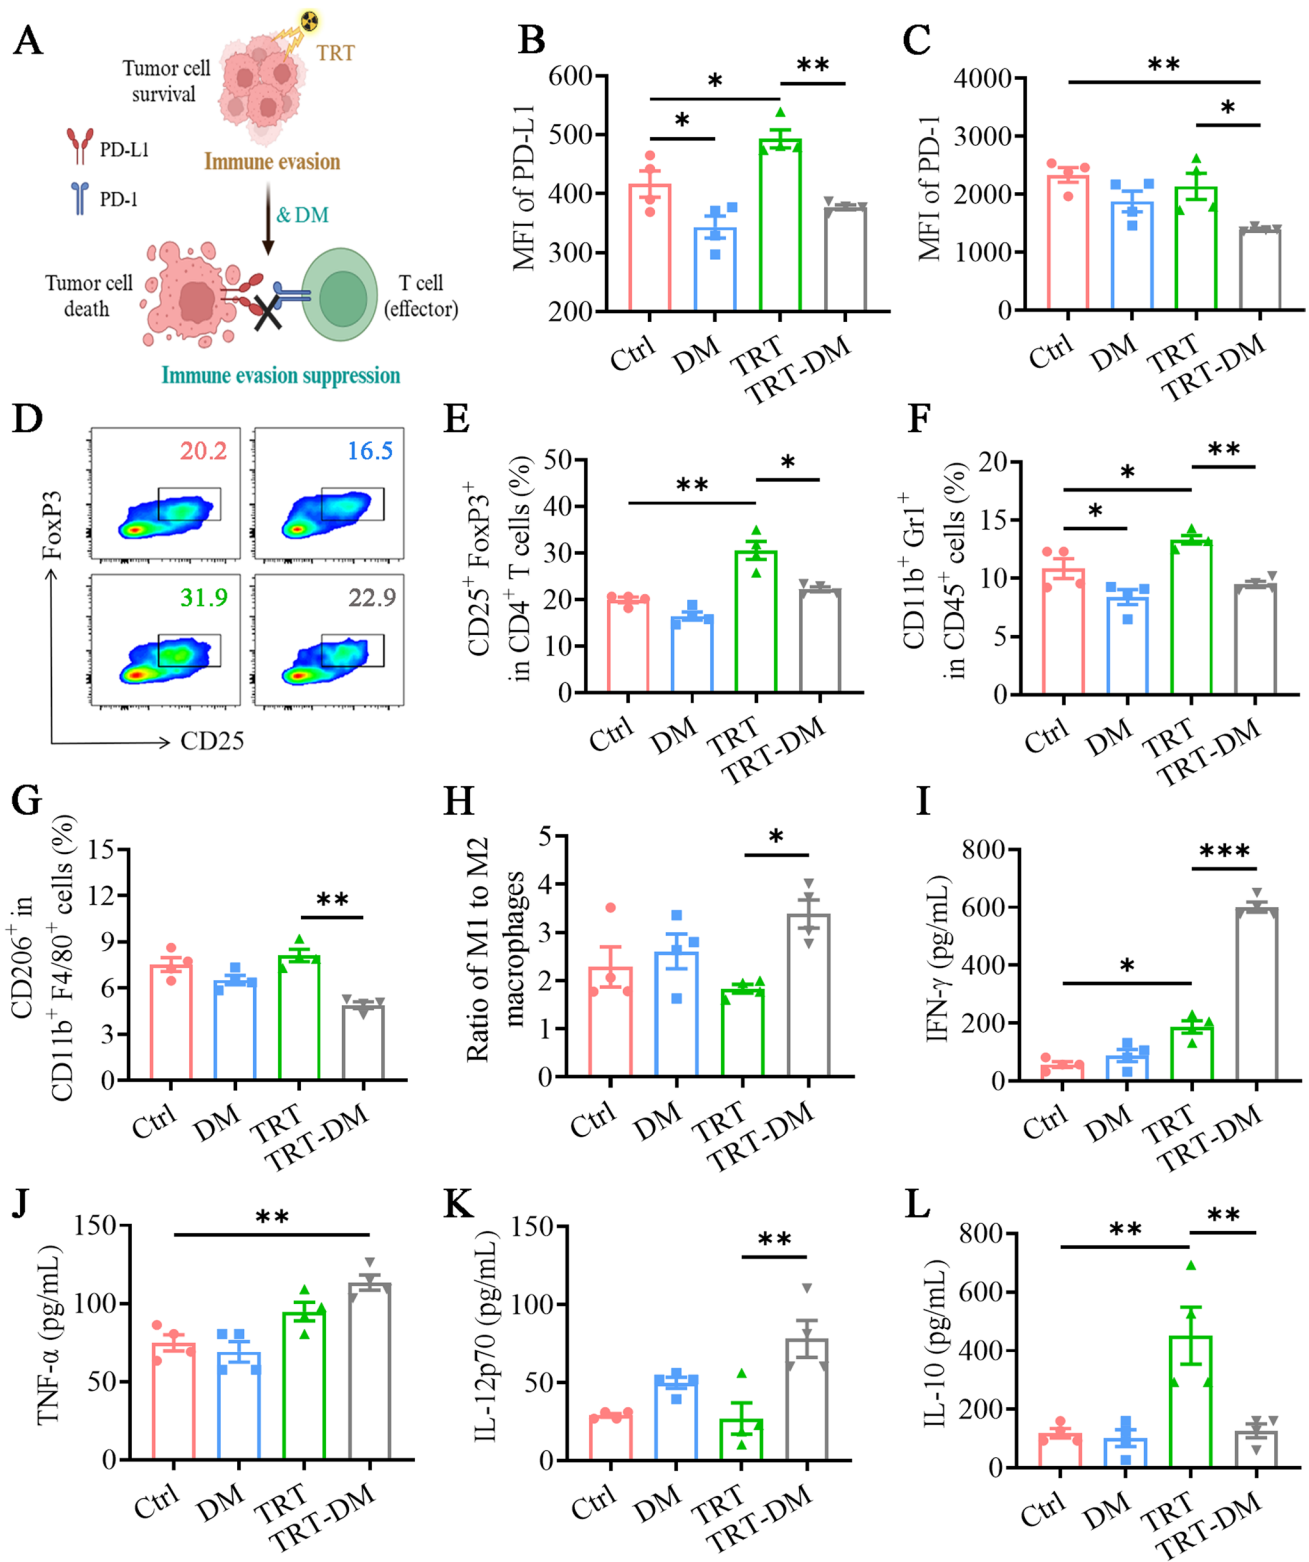 A
TRT
Tumor cell
survival
PD-L1
PD-1
Immune evasion
& DM
Tumor cell
death
T cell
(effector)
Immune evasion suppression
B
MFI of PD-L1
600
500
400
300
200
*
*
**
Ctrl
DM
TRT
TRT-DM
C
MFI of PD-1
4000
3000
2000
1000
0
**
*
Ctrl
DM
TRT
TRT-DM
D
FoxP3
20.2
16.5
31.9
22.9
CD25
E
CD25⁺ FoxP3⁺
in CD4⁺ T cells (%)
50
40
30
20
10
0
**
*
Ctrl
DM
TRT
TRT-DM
F
CD11b⁺ Gr1⁺
in CD45⁺ cells (%)
20
15
10
5
0
*
*
**
Ctrl
DM
TRT
TRT-DM
G
CD206⁺ in
CD11b⁺ F4/80⁺ cells (%)
15
12
9
6
3
0
**
Ctrl
DM
TRT
TRT-DM
H
Ratio of M1 to M2
macrophages
5
4
3
2
1
0
*
Ctrl
DM
TRT
TRT-DM
I
IFN-γ (pg/mL)
800
600
400
200
0
*
***
Ctrl
DM
TRT
TRT-DM
J
TNF-α (pg/mL)
150
100
50
0
**
Ctrl
DM
TRT
TRT-DM
K
IL-12p70 (pg/mL)
150
100
50
0
**
Ctrl
DM
TRT
TRT-DM
L
IL-10 (pg/mL)
800
600
400
200
0
**
**
Ctrl
DM
TRT
TRT-DM